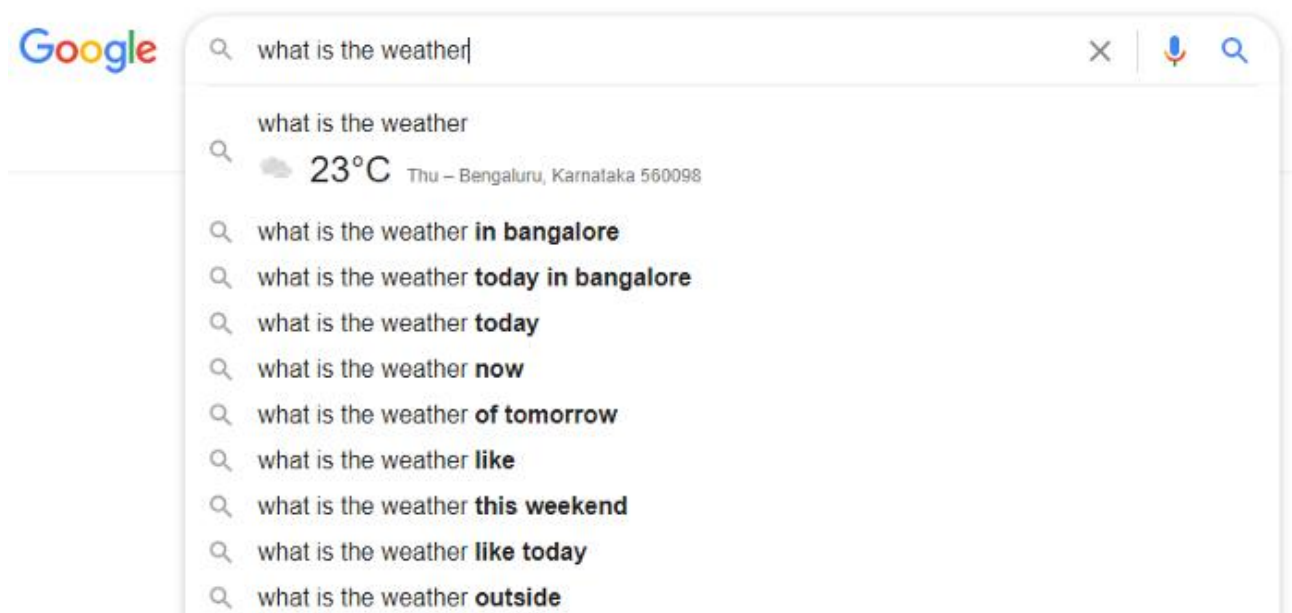 Google
what is the weather
what is the weather
23°C Thu – Bengaluru, Karnataka 560098
what is the weather in bangalore
what is the weather today in bangalore
what is the weather today
what is the weather now
what is the weather of tomorrow
what is the weather like
what is the weather this weekend
what is the weather like today
what is the weather outside